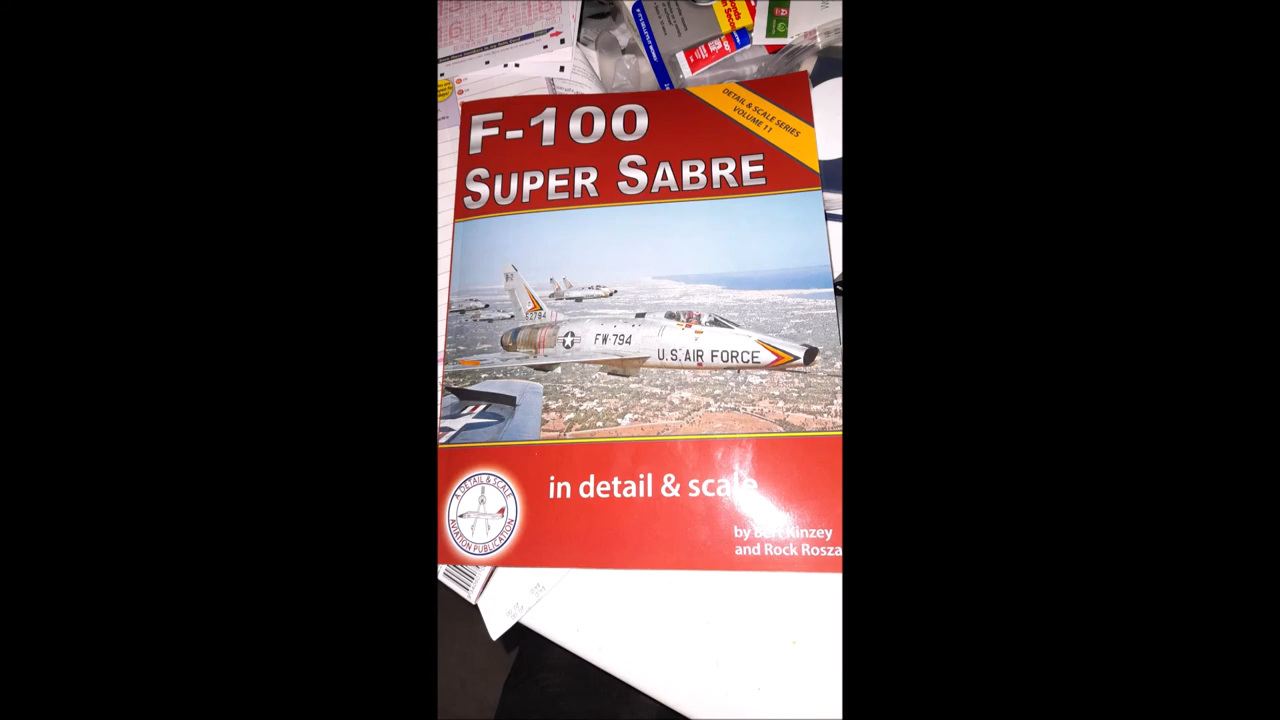 F-100
SUPER SABRE
DETAIL & SCALE SERIES
VOLUME 11
FW-794
U.S. AIR FORCE
in detail & scale
A DETAIL & SCALE
AVIATION PUBLICATION
by Bert Kinzey
and Rock Rosza